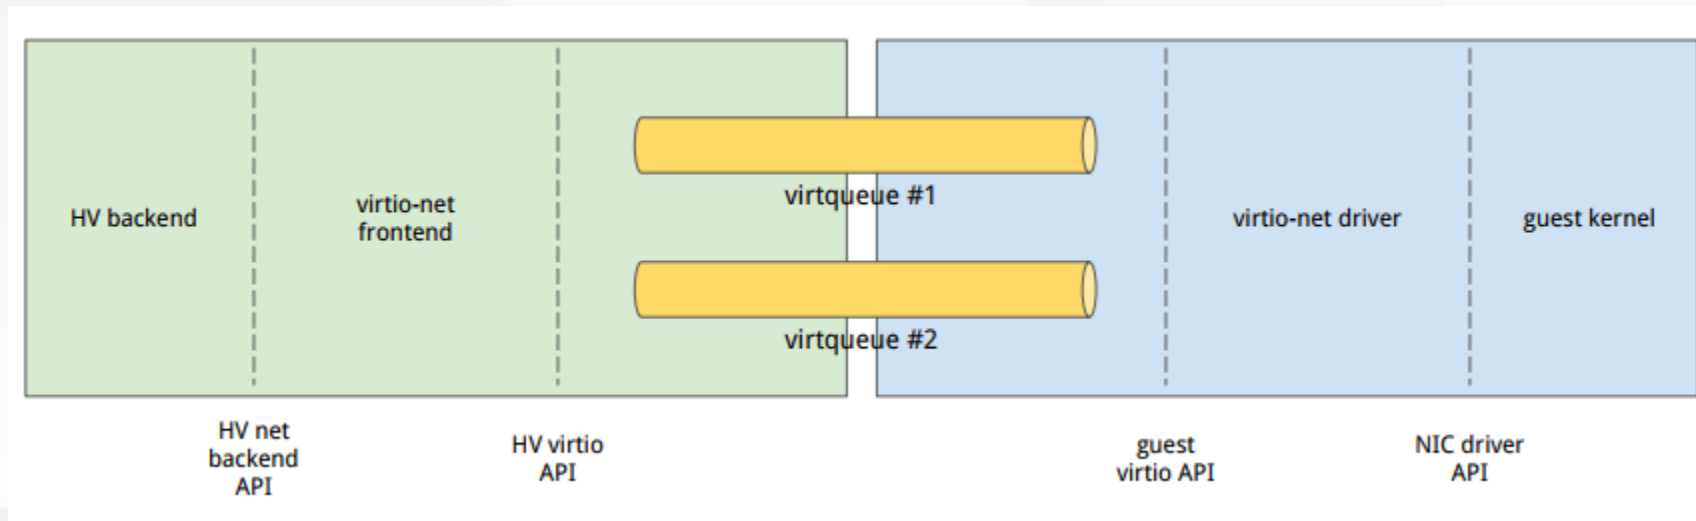 HV backend
virtio-net
frontend
virtqueue #1
virtqueue #2
virtio-net driver
guest kernel
HV net
backend
API
HV virtio
API
guest
virtio API
NIC driver
API